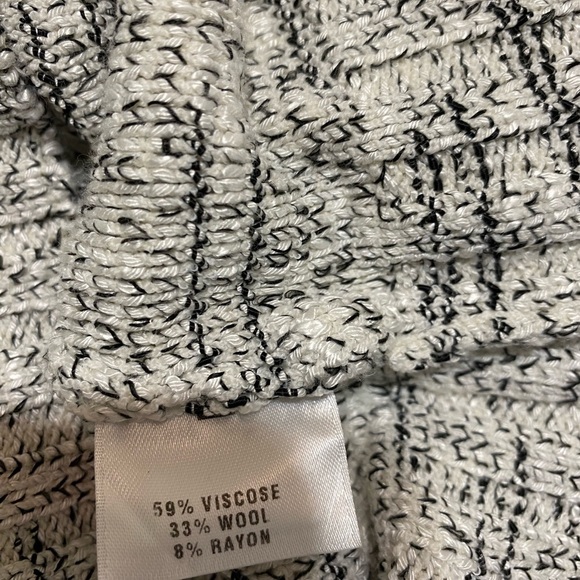 59% VISCOSE
33% WOOL
8% RAYON